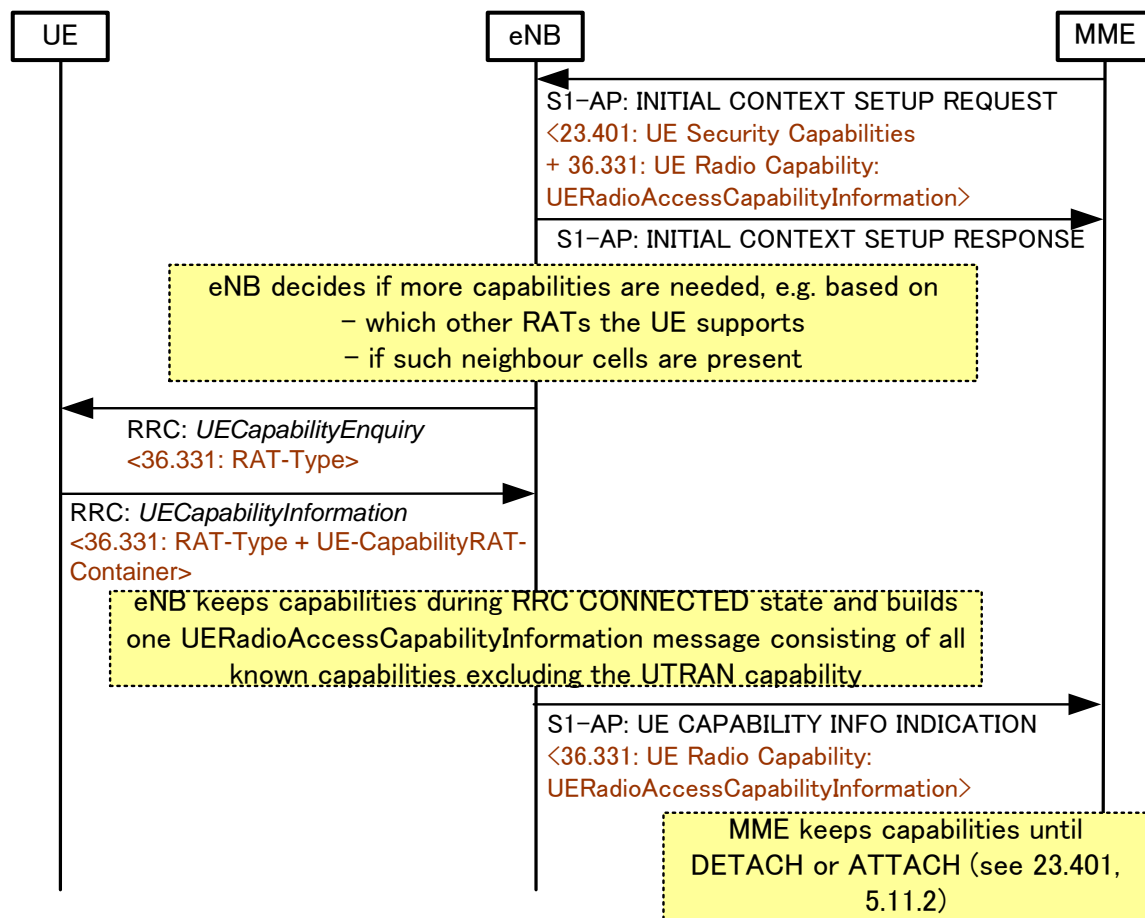 UE
eNB
MME
S1-AP: INITIAL CONTEXT SETUP REQUEST
<23.401: UE Security Capabilities
+ 36.331: UE Radio Capability:
UERadioAccessCapabilityInformation>
S1-AP: INITIAL CONTEXT SETUP RESPONSE
eNB decides if more capabilities are needed, e.g. based on
- which other RATs the UE supports
- if such neighbour cells are present
RRC: UECapabilityEnquiry
<36.331: RAT-Type>
RRC: UECapabilityInformation
<36.331: RAT-Type + UE-CapabilityRAT-
Container>
eNB keeps capabilities during RRC CONNECTED state and builds
one UERadioAccessCapabilityInformation message consisting of all
known capabilities excluding the UTRAN capability
S1-AP: UE CAPABILITY INFO INDICATION
<36.331: UE Radio Capability:
UERadioAccessCapabilityInformation>
MME keeps capabilities until
DETACH or ATTACH (see 23.401,
5.11.2)